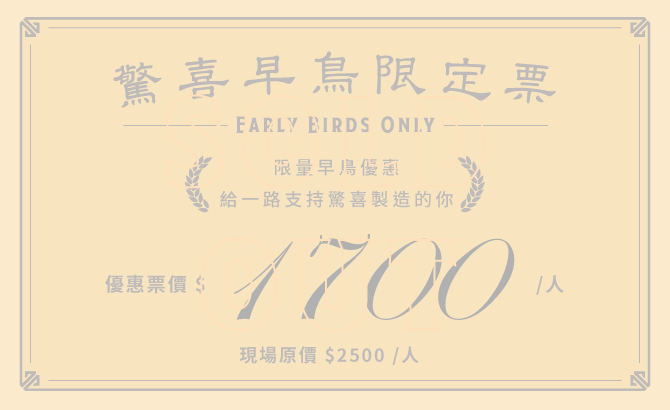 驚喜早鳥限定票
EARLY BIRDS ONLY
限量早鳥優惠
給一路支持驚喜製造的你
優惠票價 $ 1700 /人
現場原價 $2500 /人